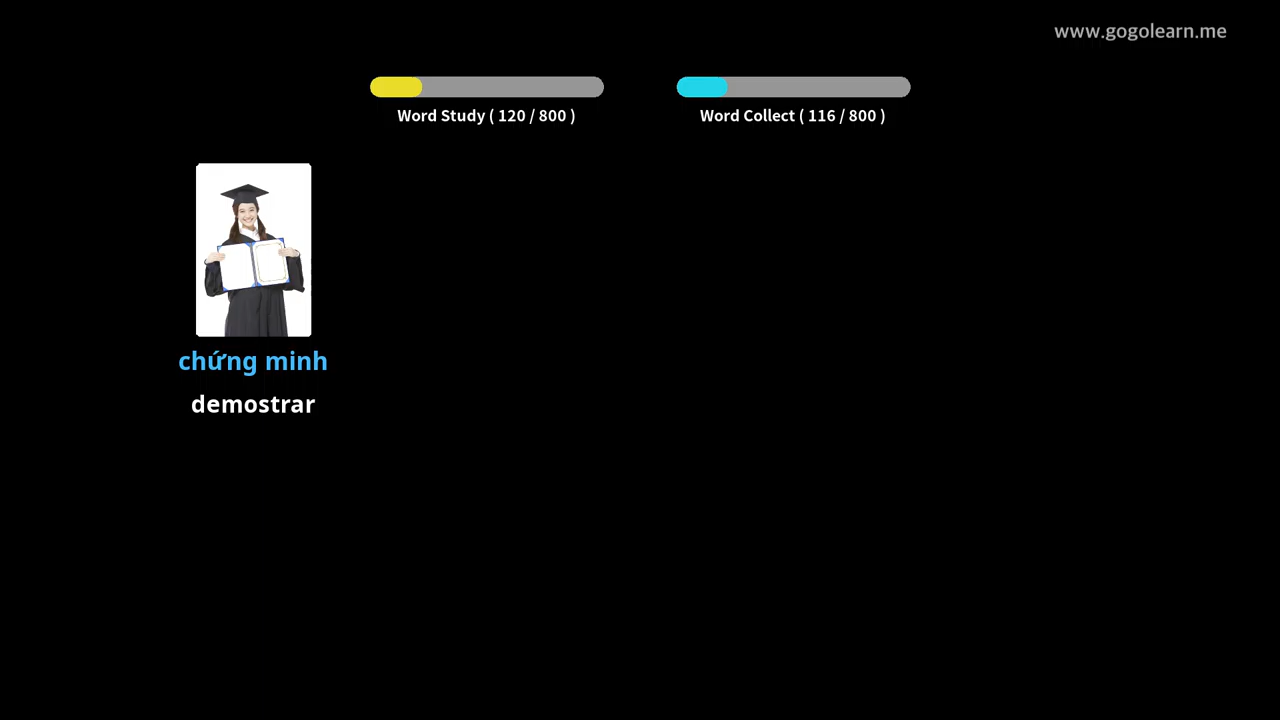 www.gogolearn.me
Word Study ( 120 / 800 )
Word Collect ( 116 / 800 )
chứng minh
demostrar